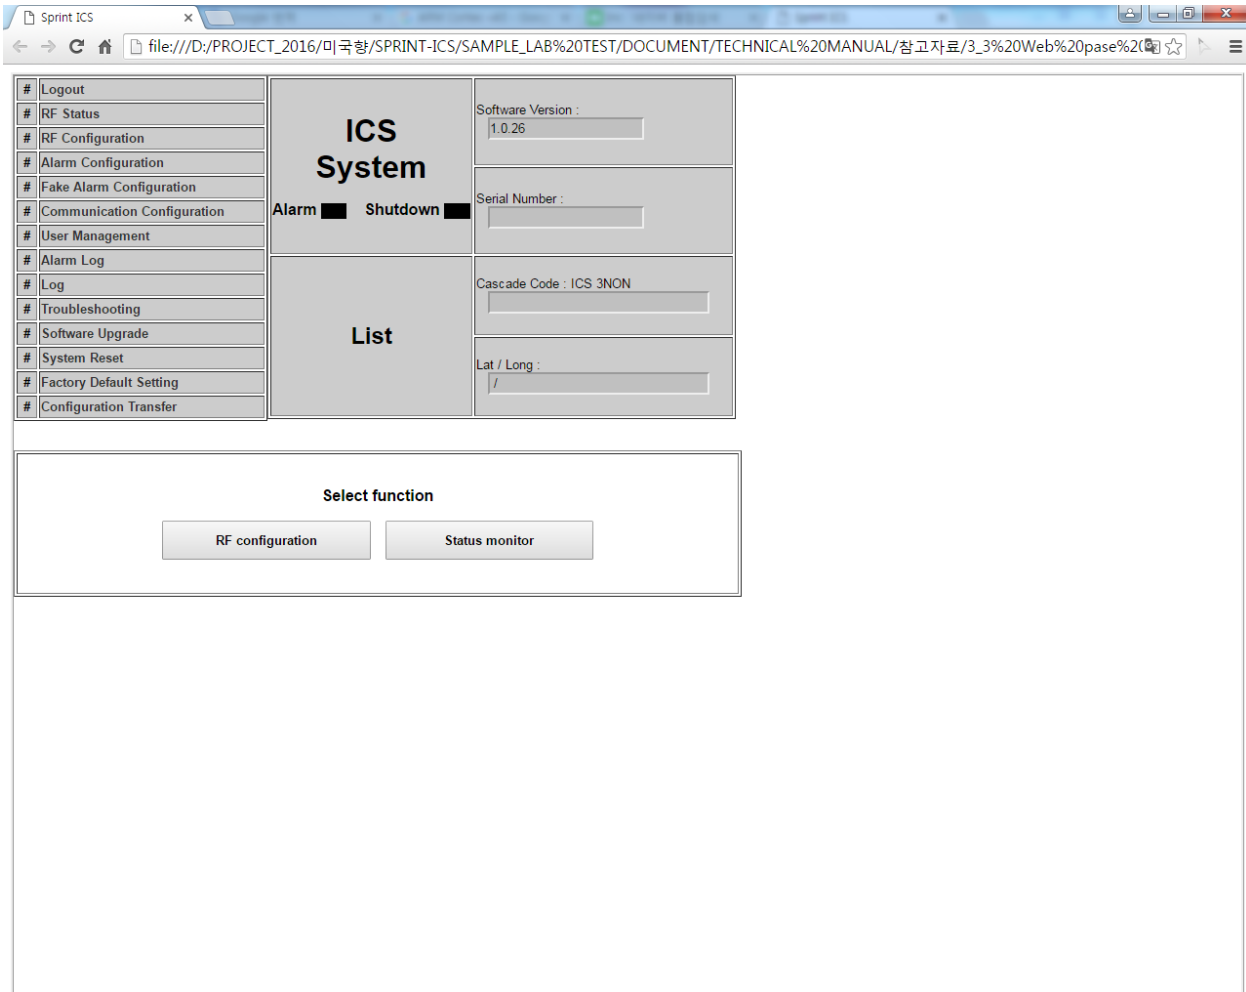 Sprint ICS
file:///D:/PROJECT_2016/미국향/SPRINT-ICS/SAMPLE_LAB%20TEST/DOCUMENT/TECHNICAL%20MANUAL/참고자료/3_3%20Web%20pase%2(
# Logout
# RF Status
# RF Configuration
# Alarm Configuration
# Fake Alarm Configuration
# Communication Configuration
# User Management
# Alarm Log
# Log
# Troubleshooting
# Software Upgrade
# System Reset
# Factory Default Setting
# Configuration Transfer
ICS
System
Alarm Shutdown
List
Software Version :
1.0.26
Serial Number :
Cascade Code : ICS 3NON
Lat / Long :
/
Select function
RF configuration Status monitor